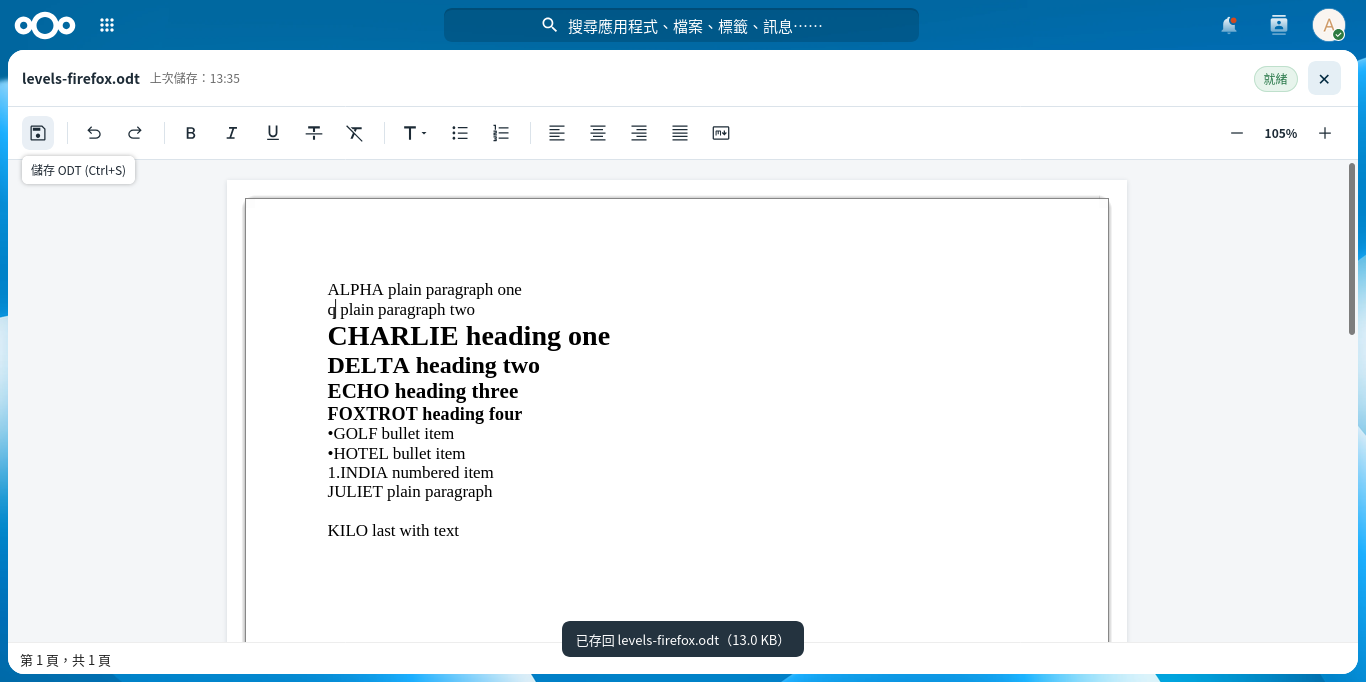 搜尋應用程式、檔案、標籤、訊息……
A
levels-firefox.odt 上次儲存：13:35
就緒
105%
儲存 ODT (Ctrl+S)
ALPHA plain paragraph one
q plain paragraph two
CHARLIE heading one
DELTA heading two
ECHO heading three
FOXTROT heading four
•GOLF bullet item
•HOTEL bullet item
1.INDIA numbered item
JULIET plain paragraph
KILO last with text
已存回 levels-firefox.odt（13.0 KB）
第 1 頁，共 1 頁